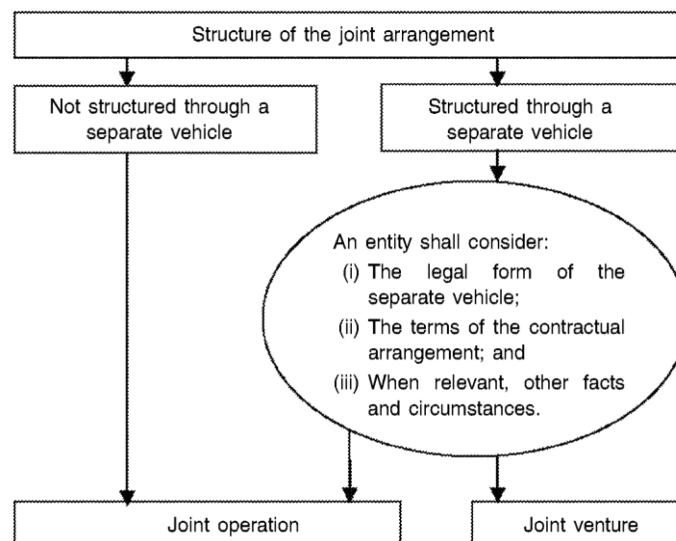 Structure of the joint arrangement
Not structured through a
separate vehicle
Structured through a
separate vehicle
An entity shall consider:
(i) The legal form of the
separate vehicle;
(ii) The terms of the contractual
arrangement; and
(iii) When relevant, other facts
and circumstances.
Joint operation
Joint venture